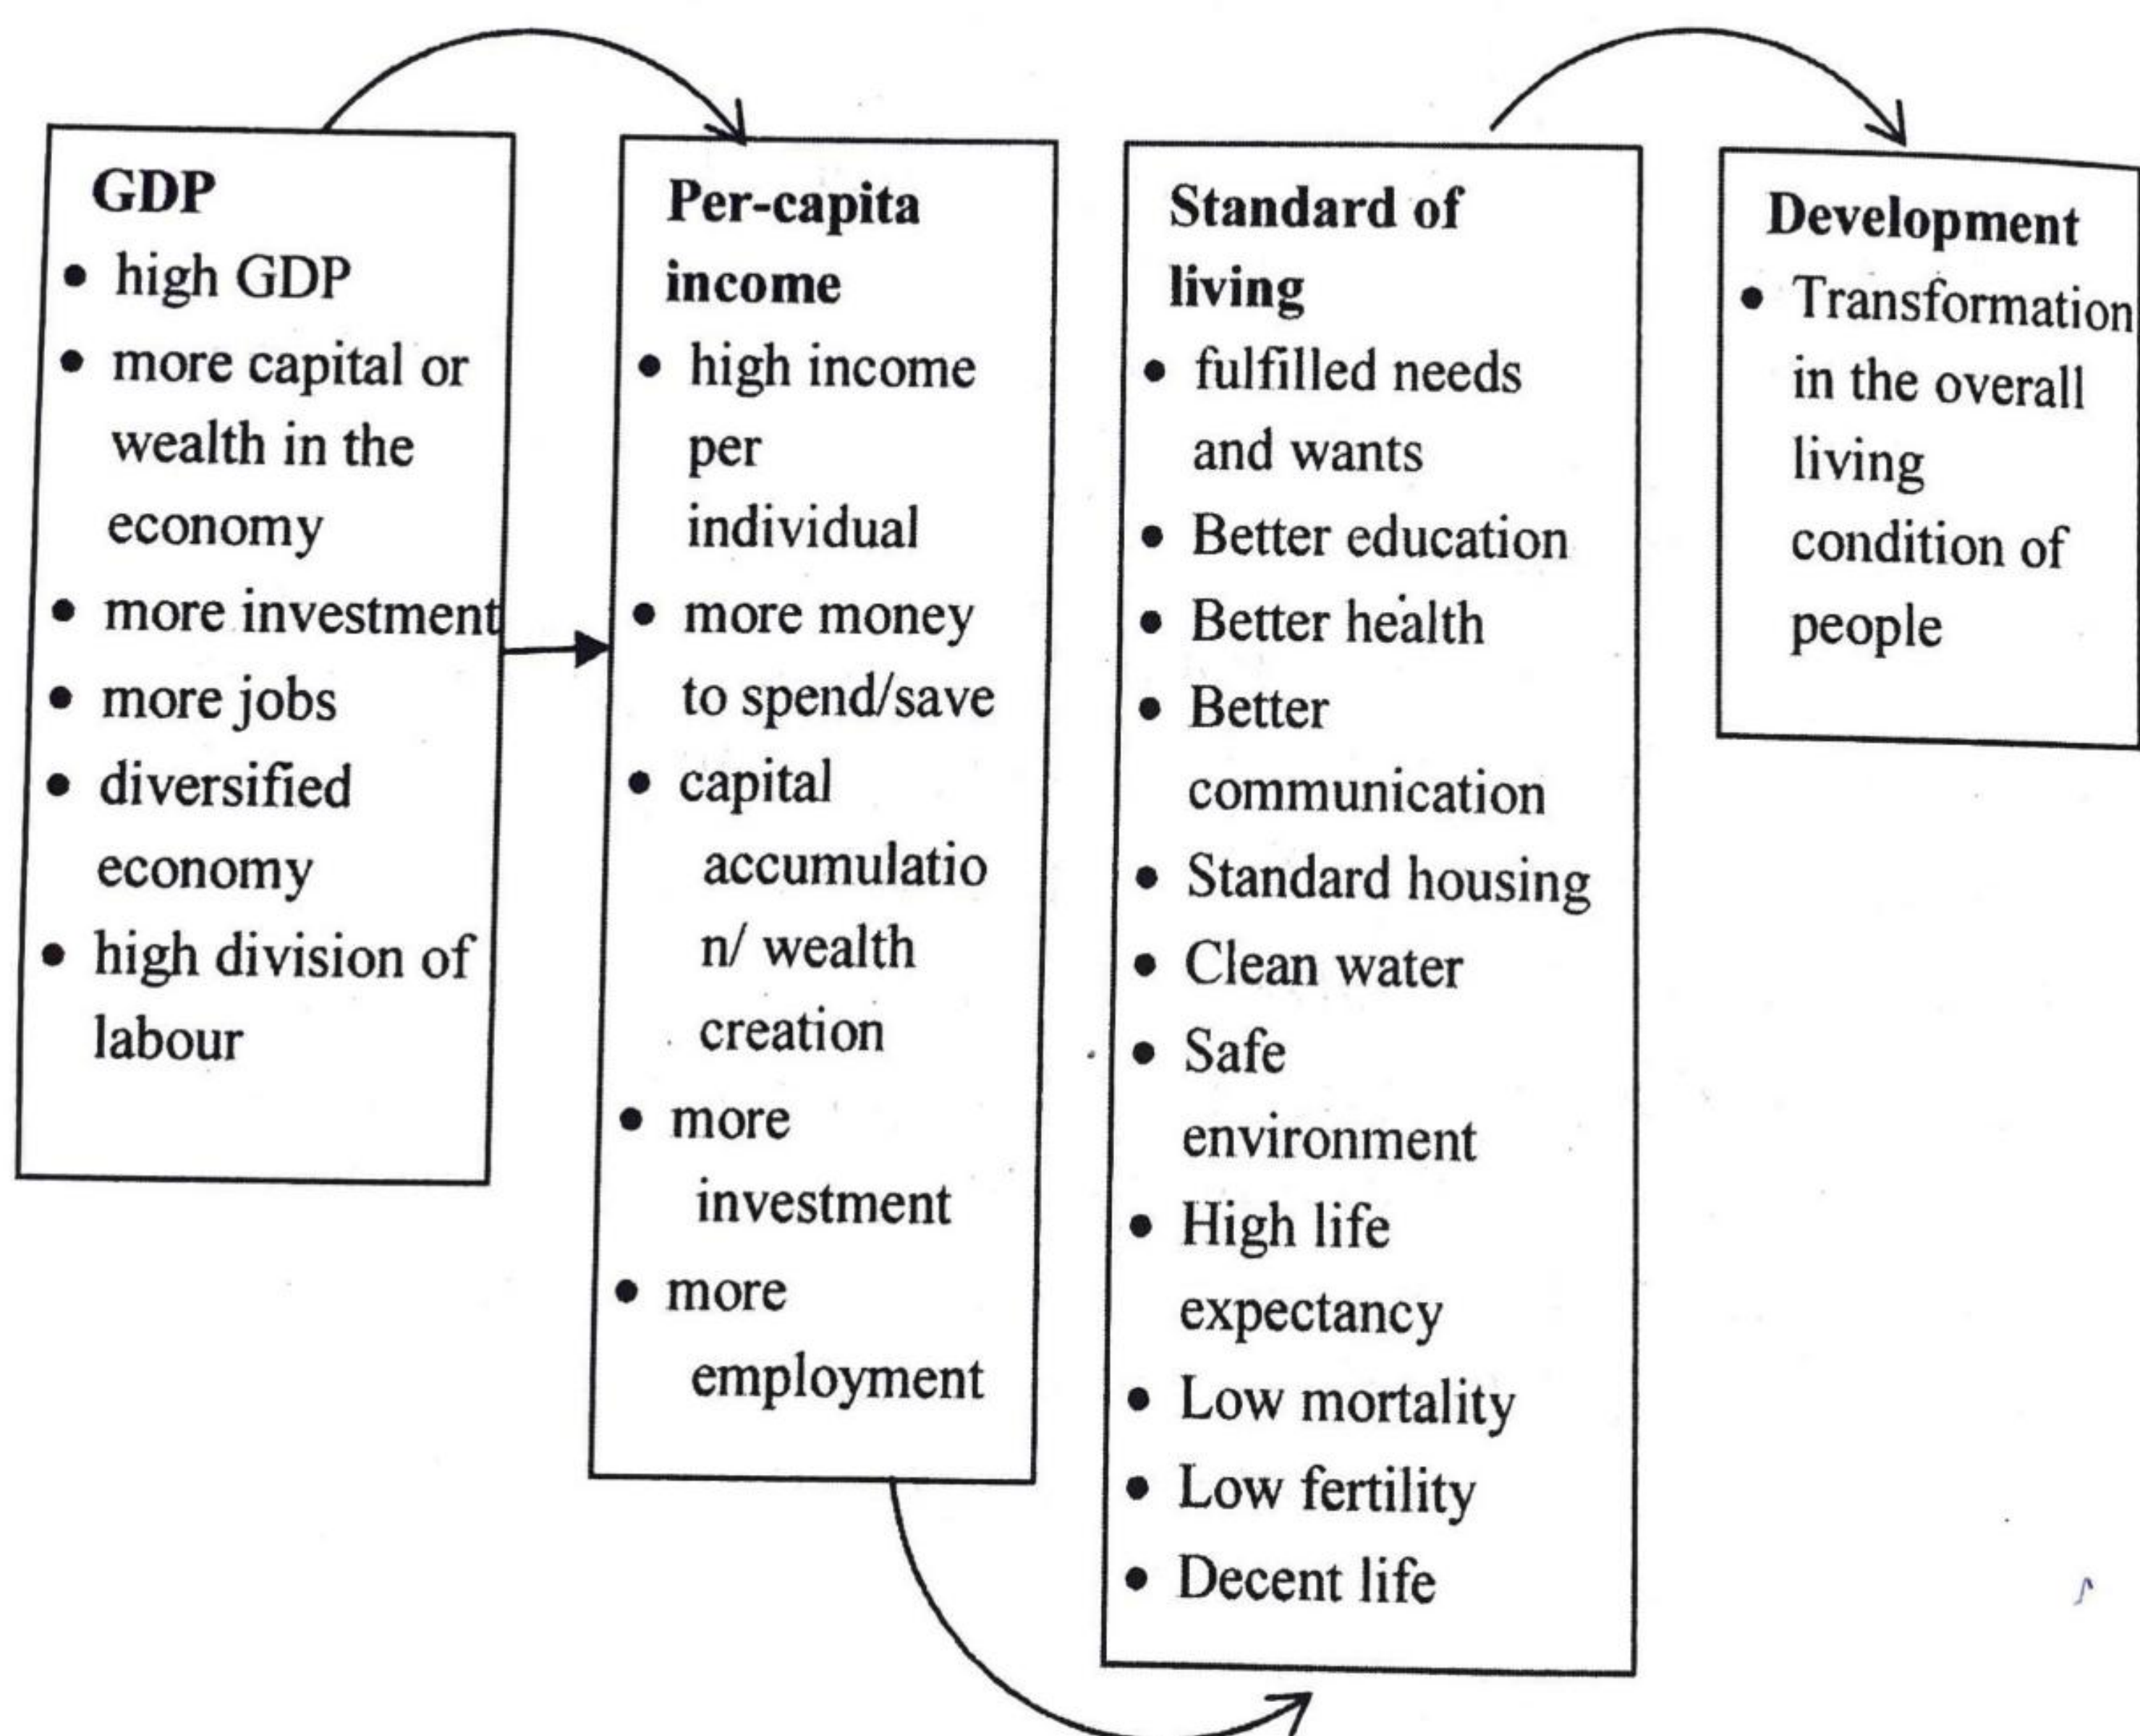 GDP
• high GDP
• more capital or
wealth in the
economy
• more investment
• more jobs
• diversified
economy
• high division of
labour
Per-capita
income
• high income
per
individual
• more money
to spend/save
• capital
accumulatio
n/ wealth
creation
• more
investment
• more
employment
Standard of
living
• fulfilled needs
and wants
• Better education
• Better health
• Better
communication
• Standard housing
• Clean water
• Safe
environment
• High life
expectancy
• Low mortality
• Low fertility
• Decent life
Development
• Transformation
in the overall
living
condition of
people